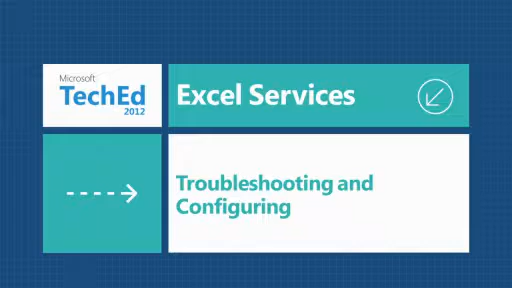 Microsoft
TechEd
2012
Excel Services
Troubleshooting and
Configuring